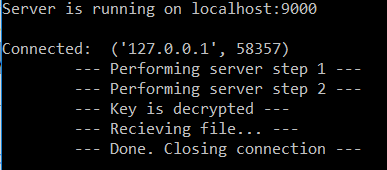 Server is running on localhost:9000
Connected:  ('127.0.0.1', 58357)
--- Performing server step 1 ---
--- Performing server step 2 ---
--- Key is decrypted ---
--- Recieving file... ---
--- Done. Closing connection ---